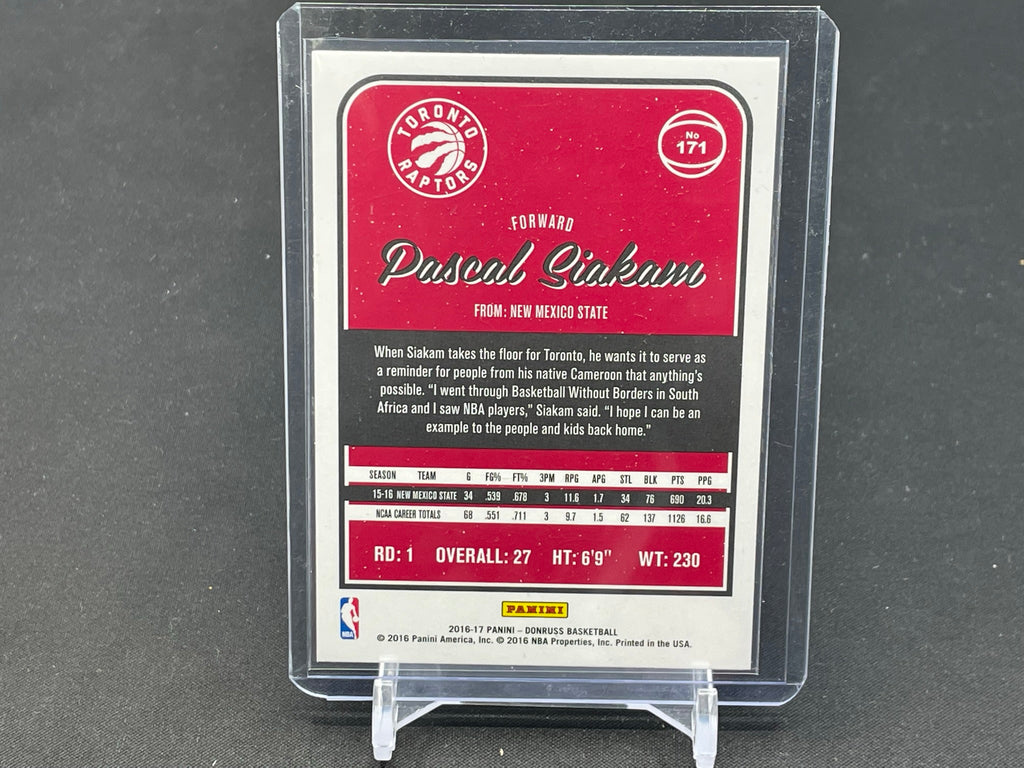 TORONTO
RAPTORS
No
171
FORWARD
Pascal Siakam
FROM: NEW MEXICO STATE
When Siakam takes the floor for Toronto, he wants it to serve as
a reminder for people from his native Cameroon that anything's
possible. "I went through Basketball Without Borders in South
Africa and I saw NBA players," Siakam said. "I hope I can be an
example to the people and kids back home."
SEASON TEAM G FG% FT% 3PM RPG APG STL BLK PTS PPG
15-16 NEW MEXICO STATE 34 .539 .678 3 11.6 1.7 34 76 690 20.3
NCAA CAREER TOTALS 68 .551 .711 3 9.7 1.5 62 137 1126 16.6
RD: 1 OVERALL: 27 HT: 6'9" WT: 230
PANINI
NBA
2016-17 PANINI – DONRUSS BASKETBALL
© 2016 Panini America, Inc. © 2016 NBA Properties, Inc. Printed in the USA.